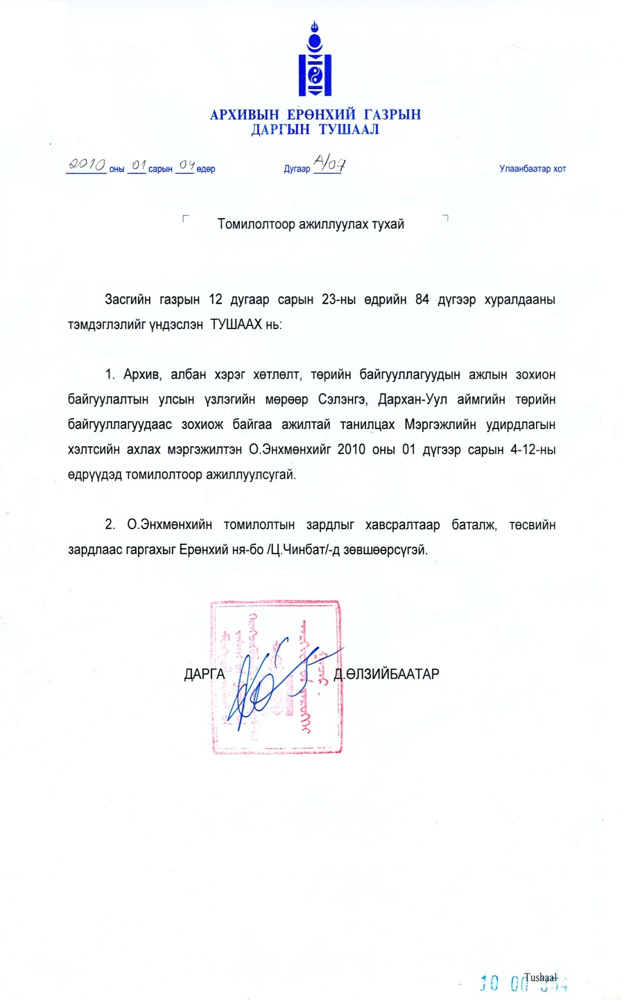 АРХИВЫН ЕРӨНХИЙ ГАЗРЫН
ДАРГЫН ТУШААЛ
2010 оны 01 сарын 04 өдөр Дугаар А/07 Улаанбаатар хот
Томилолтоор ажиллуулах тухай
Засгийн газрын 12 дугаар сарын 23-ны өдрийн 84 дүгээр хуралдааны
тэмдэглэлийг үндэслэн ТУШААХ нь:
1. Архив, албан хэрэг хөтлөлт, төрийн байгууллагуудын ажлын зохион
байгуулалтын улсын үзлэгийн мөрөөр Сэлэнгэ, Дархан-Уул аймгийн төрийн
байгууллагуудаас зохиож байгаа ажилтай танилцах Мэргэжлийн удирдлагын
хэлтсийн ахлах мэргэжилтэн О.Энхмөнхийг 2010 оны 01 дүгээр сарын 4-12-ны
өдрүүдэд томилолтоор ажиллуулсугай.
2. О.Энхмөнхийн томилолтын зардлыг хавсралтаар баталж, төсвийн
зардлаас гаргахыг Ерөнхий ня-бо /Ц.Чинбат/-д зөвшөөрсүгэй.
ДАРГА Д.ӨЛЗИЙБААТАР
Tushaal
10 00